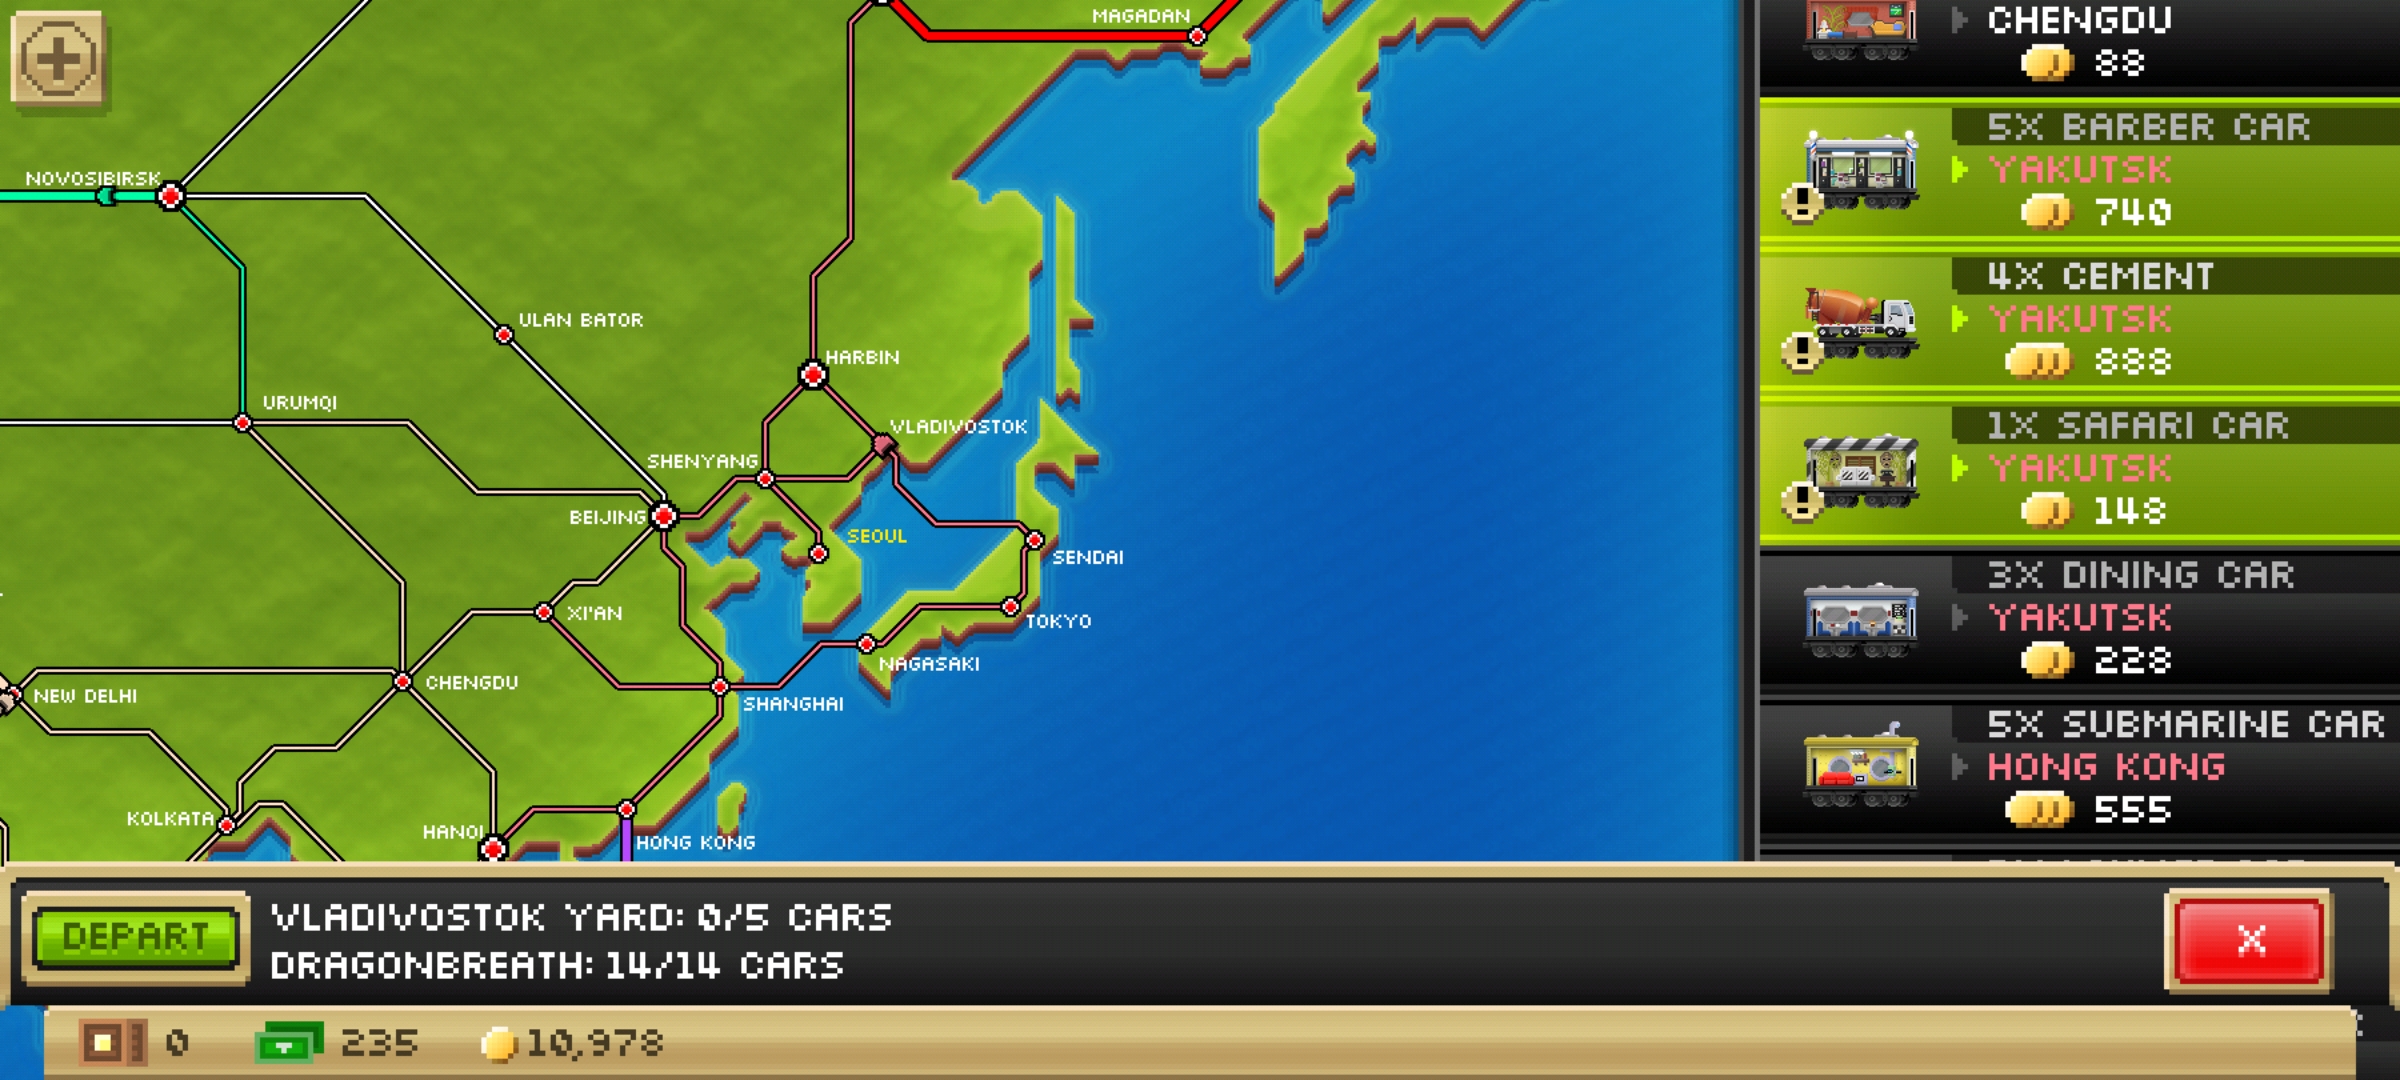 MAGADAN
NOVOSIBIRSK
ULAN BATOR
HARBIN
URUMQI
VLADIVOSTOK
SHENYANG
BEIJING
SEOUL
SENDAI
XI'AN
TOKYO
NAGASAKI
CHENGDU
NEW DELHI
SHANGHAI
KOLKATA
HANOI
HONG KONG
CHENGDU
88
5X BARBER CAR
YAKUTSK
740
4X CEMENT
YAKUTSK
888
1X SAFARI CAR
YAKUTSK
148
3X DINING CAR
YAKUTSK
228
5X SUBMARINE CAR
HONG KONG
555
DEPART
VLADIVOSTOK YARD: 0/5 CARS
DRAGONBREATH: 14/14 CARS
X
0
235
10,978